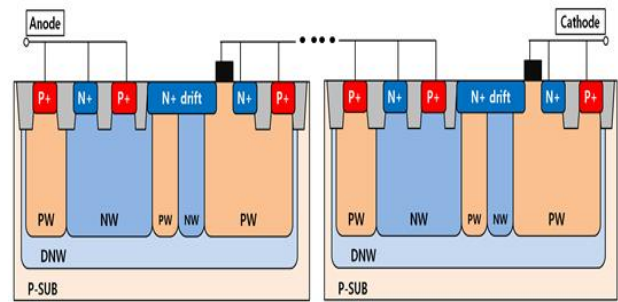 Anode
Cathode
P+ N+ P+ N+ drift N+ P+
P+ N+ P+ N+ drift N+ P+
PW NW PW NW PW
PW NW PW NW PW
DNW
DNW
P-SUB
P-SUB